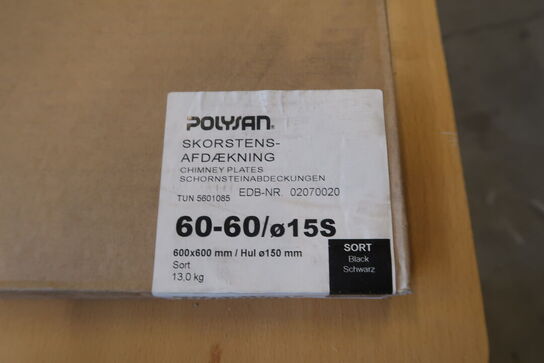 POLYSAN®
SKORSTENS-
AFDÆKNING
CHIMNEY PLATES
SCHORNSTEINABDECKUNGEN
TUN 5601085 EDB-NR. 02070020
60-60/ø15S
600x600 mm / Hul ø150 mm
Sort
13,0 kg
SORT
Black
Schwarz